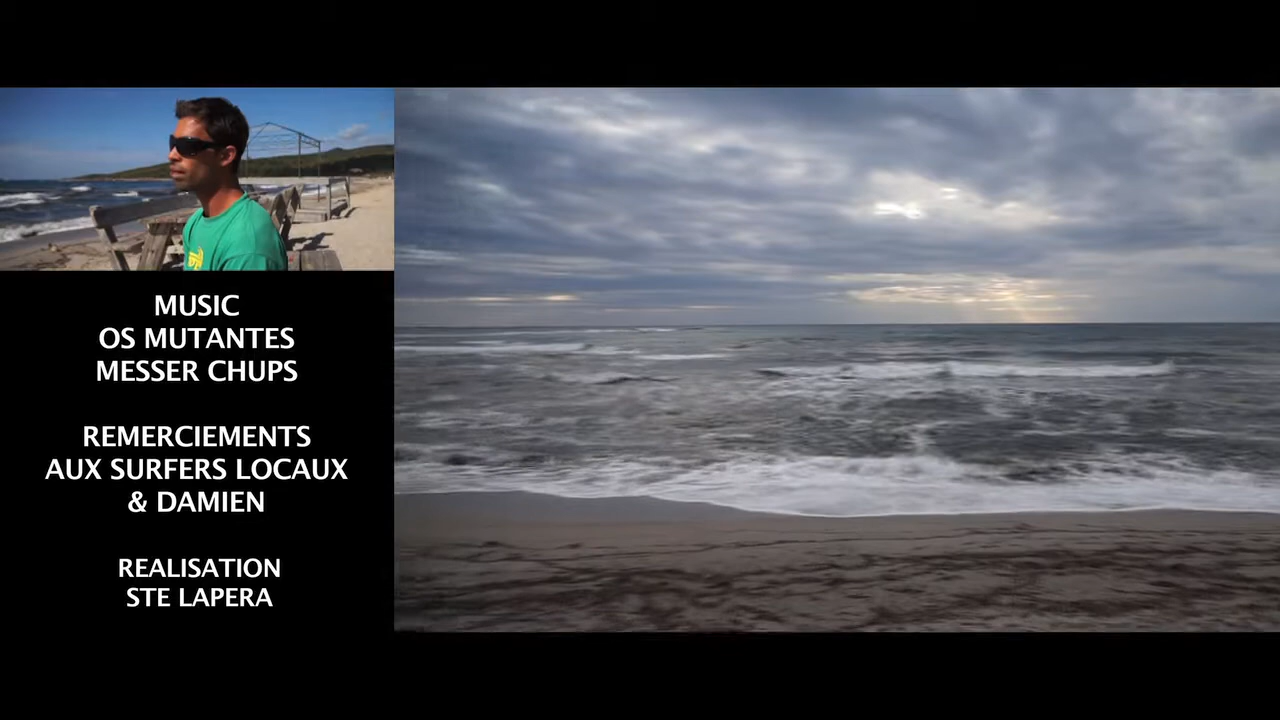 MUSIC
OS MUTANTES
MESSER CHUPS
REMERCIEMENTS
AUX SURFERS LOCAUX
& DAMIEN
REALISATION
STE LAPERA